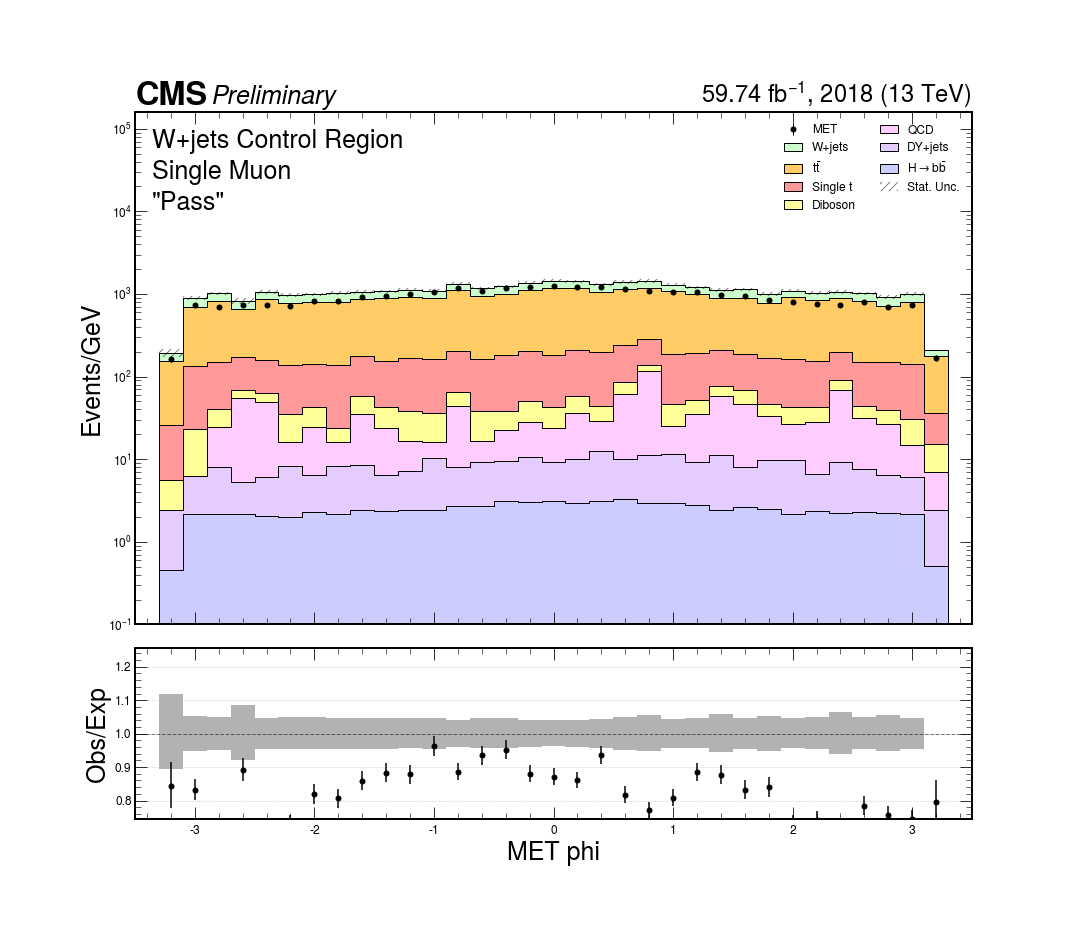 CMS Preliminary 59.74 fb⁻¹, 2018 (13 TeV)
W+jets Control Region
Single Muon
"Pass"
MET
W+jets
tt̄
Single t
Diboson
QCD
DY+jets
H→bb̄
Stat. Unc.
Events/GeV
10⁵
10⁴
10³
10²
10¹
10⁰
10⁻¹
Obs/Exp
1.2
1.1
1.0
0.9
0.8
-3 -2 -1 0 1 2 3
MET phi